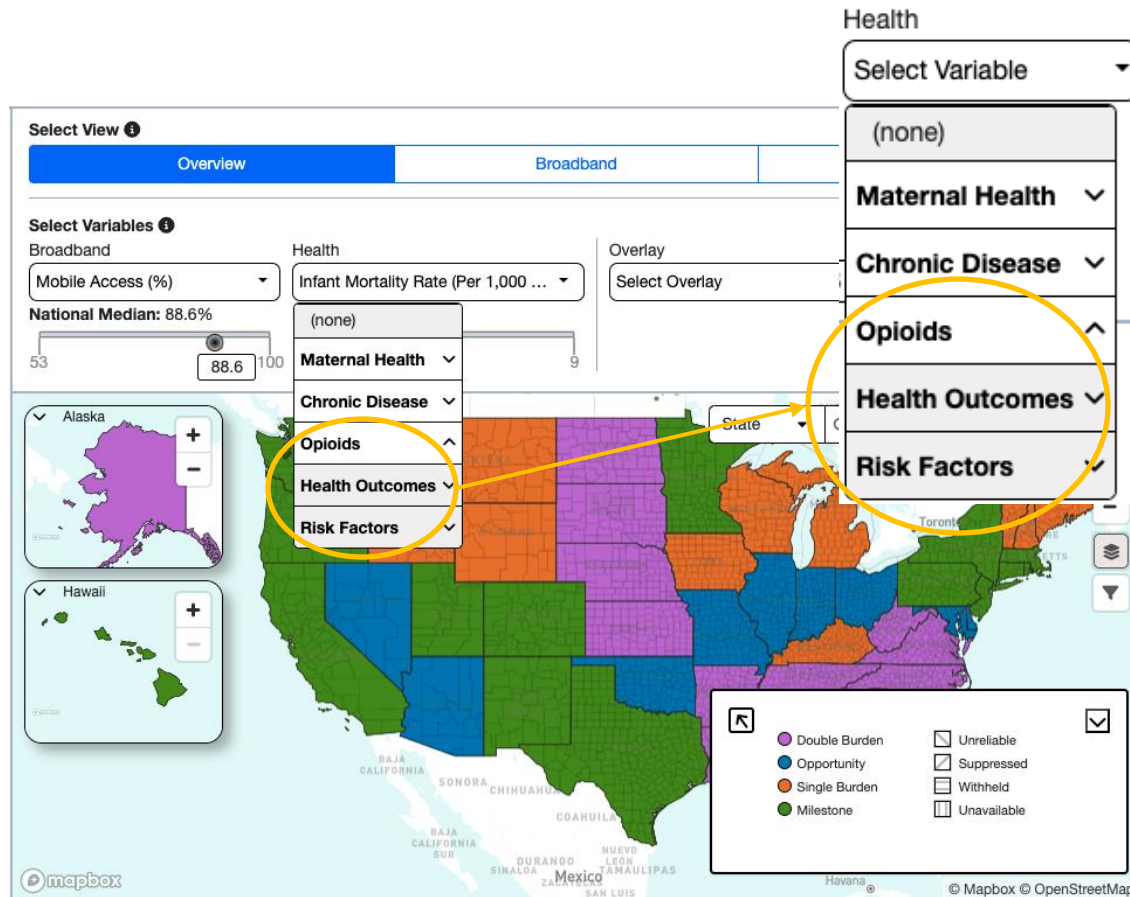 Health
Select Variable
(none)
Maternal Health
Chronic Disease
Opioids
Health Outcomes
Risk Factors
Select View
Overview
Broadband
Select Variables
Broadband
Health
Overlay
Mobile Access (%)
Infant Mortality Rate (Per 1,000 ...
Select Overlay
National Median: 88.6%
53
88.6
100
9
(none)
Maternal Health
Chronic Disease
Opioids
Health Outcomes
Risk Factors
Alaska
State
Hawaii
Toronto
Double Burden
Opportunity
Single Burden
Milestone
Unreliable
Suppressed
Withheld
Unavailable
BAJA
CALIFORNIA
SONORA
CHIHUAHUA
COAHUILA
BAJA
CALIFORNIA
SUR
NUEVO
LEÓN
DURANGO
SINALOA
TAMAULIPAS
Mexico
ZACATECAS
SAN LUIS
Havana
mapbox
© Mapbox © OpenStreetMap